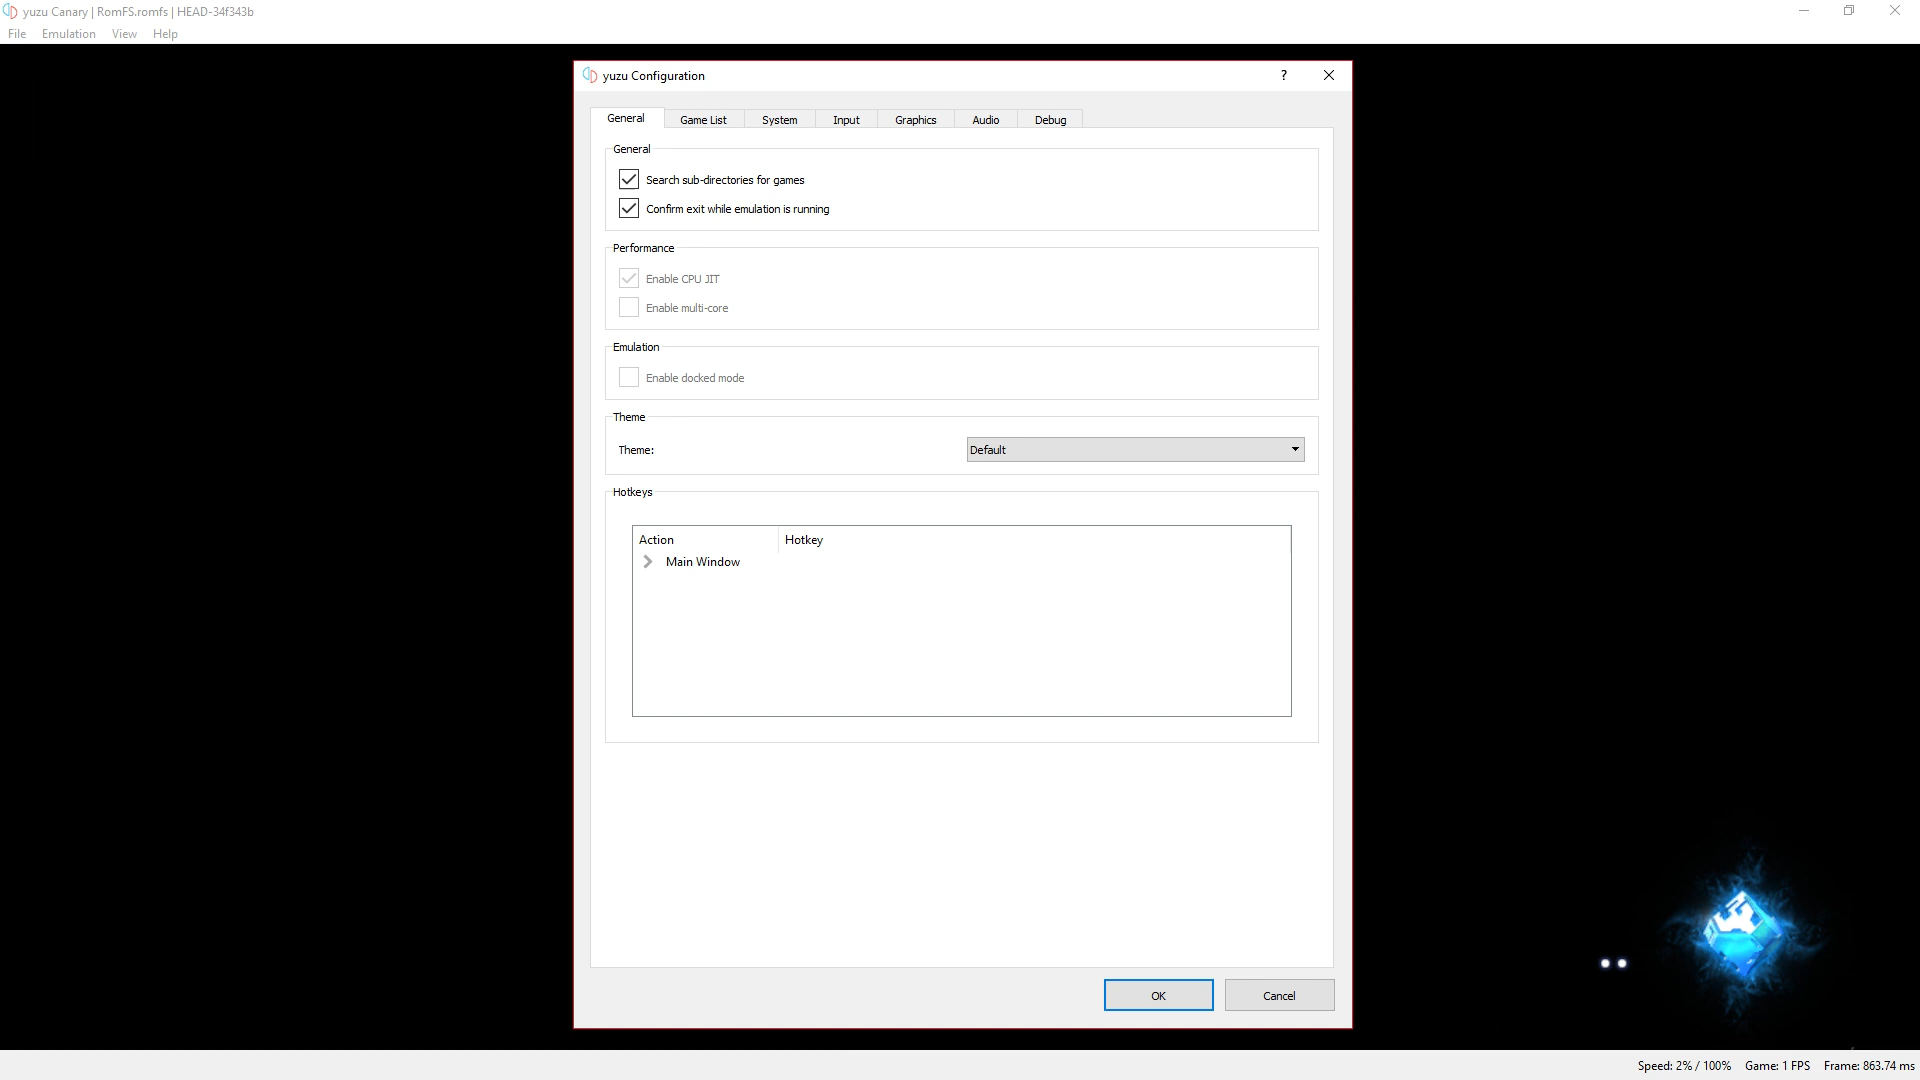 yuzu Canary | RomFS.romfs | HEAD-34f343b
File Emulation View Help
yuzu Configuration
General Game List System Input Graphics Audio Debug
General
Search sub-directories for games
Confirm exit while emulation is running
Performance
Enable CPU JIT
Enable multi-core
Emulation
Enable docked mode
Theme
Theme: Default
Hotkeys
Action Hotkey
Main Window
OK Cancel
Speed: 2% / 100% Game: 1 FPS Frame: 863.74 ms